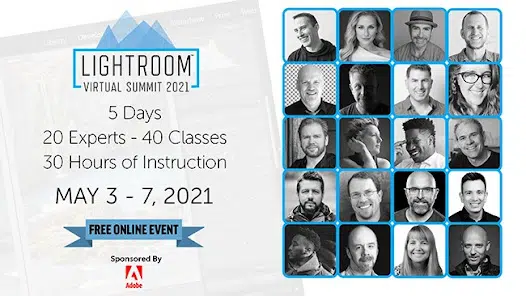 LIGHTROOM
VIRTUAL SUMMIT 2021
5 Days
20 Experts - 40 Classes
30 Hours of Instruction
MAY 3 - 7, 2021
FREE ONLINE EVENT
Sponsored By
Adobe